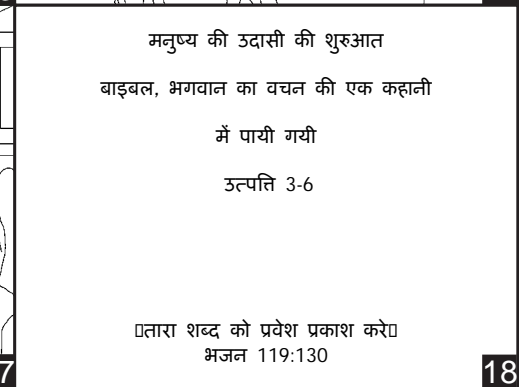 मनुष्य की उदासी की शुरुआत
बाइबल, भगवान का वचन की एक कहानी
में पायी गयी
उत्पत्ति 3-6
▯तारा शब्द को प्रवेश प्रकाश करे▯
भजन 119:130
7
18